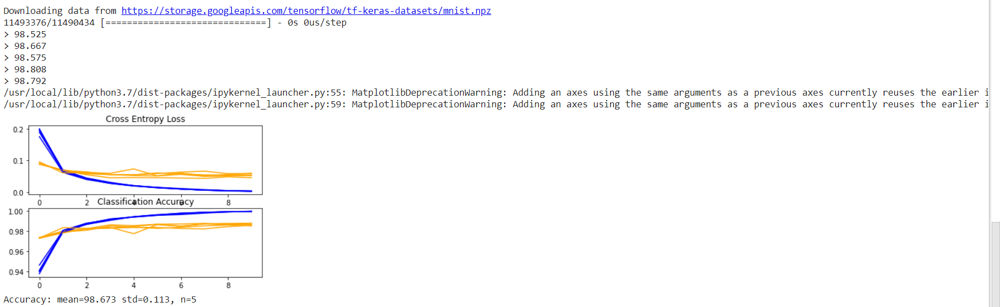 Downloading data from https://storage.googleapis.com/tensorflow/tf-keras-datasets/mnist.npz
11493376/11490434 [==============================] - 0s 0us/step
> 98.525
> 98.667
> 98.575
> 98.808
> 98.792
/usr/local/lib/python3.7/dist-packages/ipykernel_launcher.py:55: MatplotlibDeprecationWarning: Adding an axes using the same arguments as a previous axes currently reuses the earlier i
/usr/local/lib/python3.7/dist-packages/ipykernel_launcher.py:59: MatplotlibDeprecationWarning: Adding an axes using the same arguments as a previous axes currently reuses the earlier i
Cross Entropy Loss
0.2
0.1
0.0
0 2 4 6 8
Classification Accuracy
1.00
0.98
0.96
0.94
0 2 4 6 8
Accuracy: mean=98.673 std=0.113, n=5